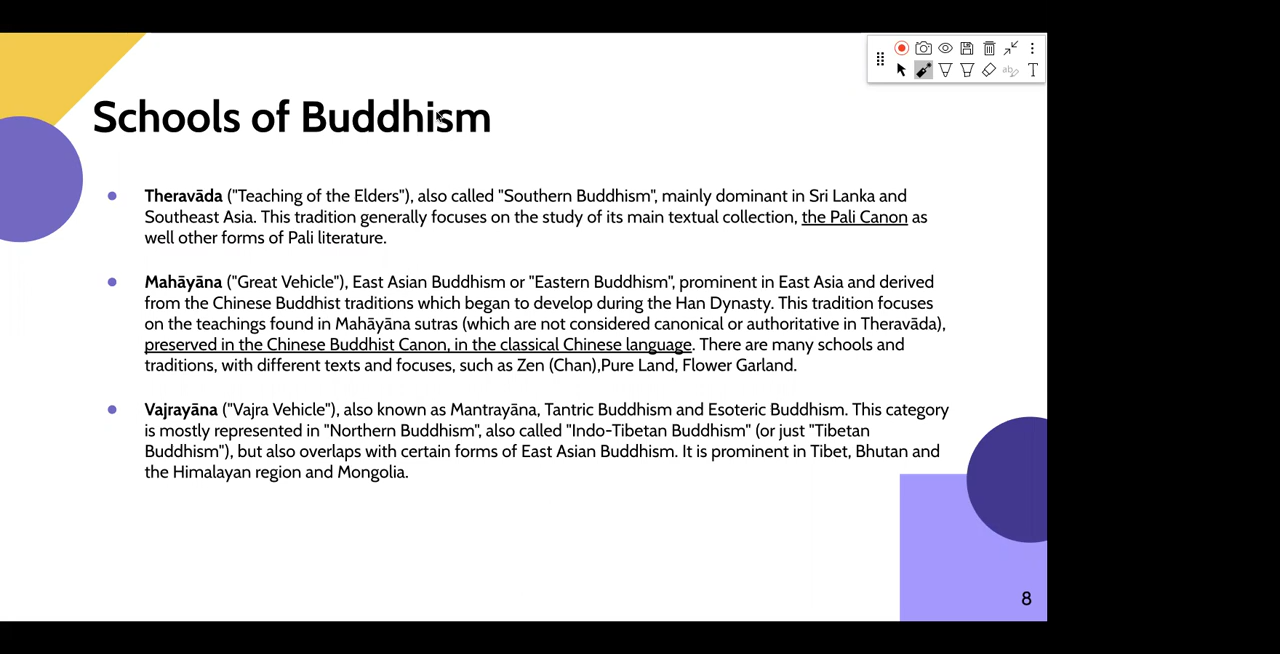 Schools of Buddhism
Theravāda ("Teaching of the Elders"), also called "Southern Buddhism", mainly dominant in Sri Lanka and
Southeast Asia. This tradition generally focuses on the study of its main textual collection, the Pali Canon as
well other forms of Pali literature.
Mahāyāna ("Great Vehicle"), East Asian Buddhism or "Eastern Buddhism", prominent in East Asia and derived
from the Chinese Buddhist traditions which began to develop during the Han Dynasty. This tradition focuses
on the teachings found in Mahāyāna sutras (which are not considered canonical or authoritative in Theravāda),
preserved in the Chinese Buddhist Canon, in the classical Chinese language. There are many schools and
traditions, with different texts and focuses, such as Zen (Chan),Pure Land, Flower Garland.
Vajrayāna ("Vajra Vehicle"), also known as Mantrayāna, Tantric Buddhism and Esoteric Buddhism. This category
is mostly represented in "Northern Buddhism", also called "Indo-Tibetan Buddhism" (or just "Tibetan
Buddhism"), but also overlaps with certain forms of East Asian Buddhism. It is prominent in Tibet, Bhutan and
the Himalayan region and Mongolia.
8